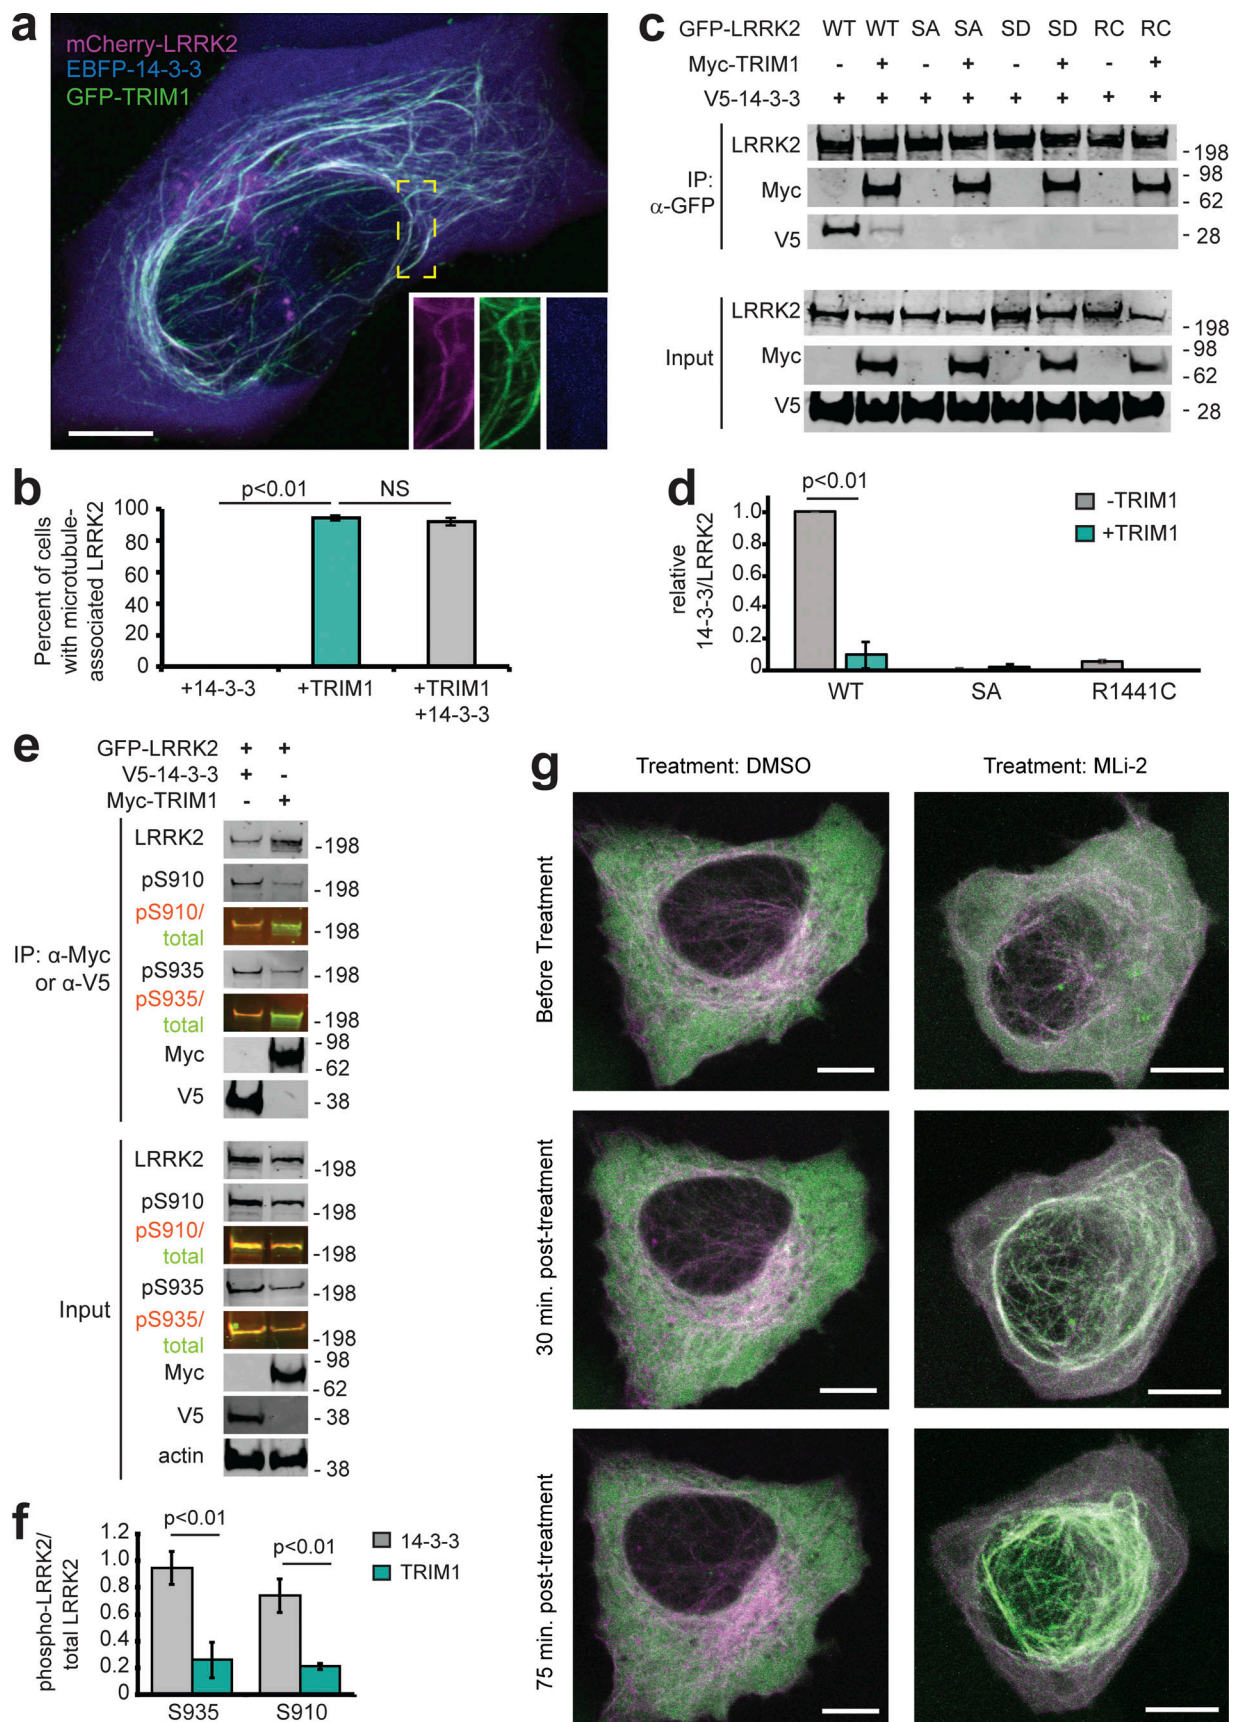 a
mCherry-LRRK2
EBFP-14-3-3
GFP-TRIM1
b
p<0.01 NS
Percent of cells
with microtubule-
associated LRRK2
100
80
60
40
20
0
+14-3-3 +TRIM1 +TRIM1
+14-3-3
c
GFP-LRRK2 WT WT SA SA SD SD RC RC
Myc-TRIM1 - + - + - + - +
V5-14-3-3 + + + + + + + +
IP:
α-GFP
LRRK2 - 198
Myc - 98
- 62
V5 - 28
Input
LRRK2 - 198
Myc - 98
- 62
V5 - 28
d
p<0.01
-TRIM1
+TRIM1
relative
14-3-3/LRRK2
1.0
0.8
0.6
0.4
0.2
0
WT SA R1441C
e
GFP-LRRK2 + +
V5-14-3-3 + -
Myc-TRIM1 - +
IP: α-Myc
or α-V5
LRRK2 -198
pS910 -198
pS910/
total -198
pS935 -198
pS935/
total -198
Myc -98
-62
V5 - 38
Input
LRRK2 -198
pS910 -198
pS910/
total -198
pS935 -198
pS935/
total -198
Myc -98
-62
V5 - 38
actin - 38
f
p<0.01
p<0.01
14-3-3
TRIM1
phospho-LRRK2/
total LRRK2
1.2
1
0.8
0.6
0.4
0.2
0
S935 S910
g
Treatment: DMSO Treatment: MLi-2
Before Treatment
30 min. post-treatment
75 min. post-treatment